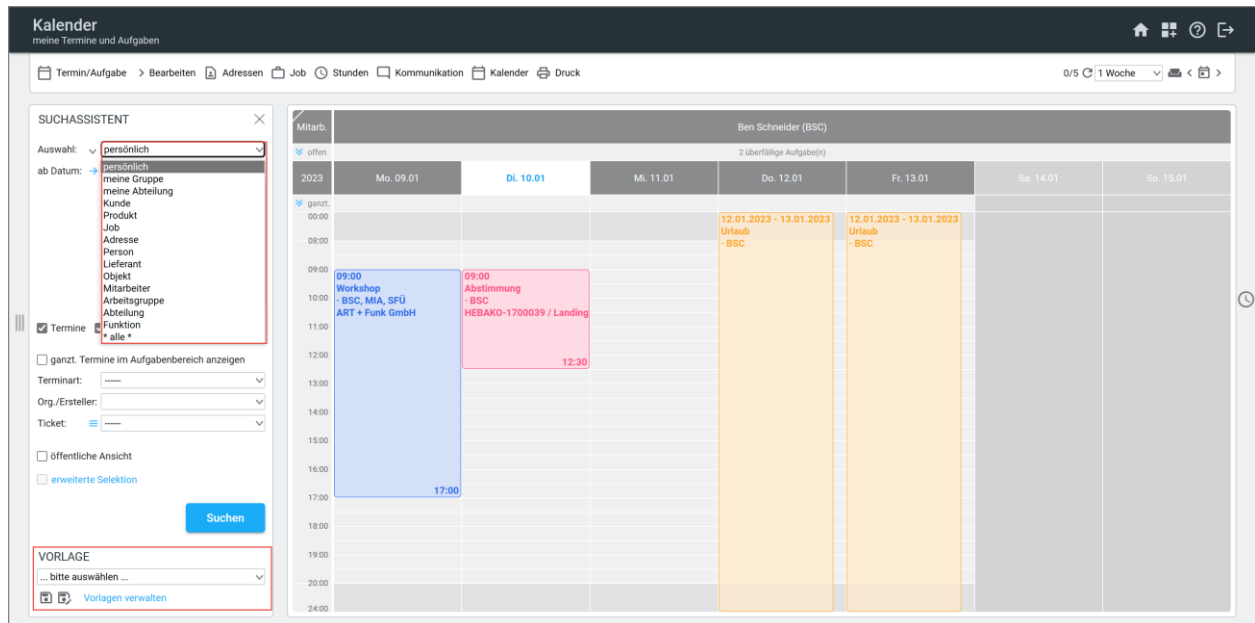 Kalender
meine Termine und Aufgaben
Termin/Aufgabe > Bearbeiten Adressen Job Stunden Kommunikation Kalender Druck
0/5 1 Woche
SUCHASSISTENT
Auswahl: persönlich
ab Datum:
persönlich
meine Gruppe
meine Abteilung
Kunde
Produkt
Job
Adresse
Person
Lieferant
Objekt
Mitarbeiter
Arbeitsgruppe
Abteilung
Funktion
* alle *
Termine
ganzt. Termine im Aufgabenbereich anzeigen
Terminart: -----
Org./Ersteller:
Ticket: -----
öffentliche Ansicht
erweiterte Selektion
Suchen
VORLAGE
... bitte auswählen ...
Vorlagen verwalten
Mitarb. Ben Schneider (BSC)
offen 2 überfällige Aufgabe(n)
2023 Mo. 09.01 Di. 10.01 Mi. 11.01 Do. 12.01 Fr. 13.01 Sa. 14.01 So. 15.01
ganzt.
00:00
08:00
09:00
10:00
11:00
12:00
13:00
14:00
15:00
16:00
17:00
18:00
19:00
20:00
24:00
09:00
Workshop
- BSC, MIA, SFÜ
ART + Funk GmbH
17:00
09:00
Abstimmung
- BSC
HEBAKO-1700039 / Landing
12:30
12.01.2023 - 13.01.2023
Urlaub
- BSC
12.01.2023 - 13.01.2023
Urlaub
- BSC